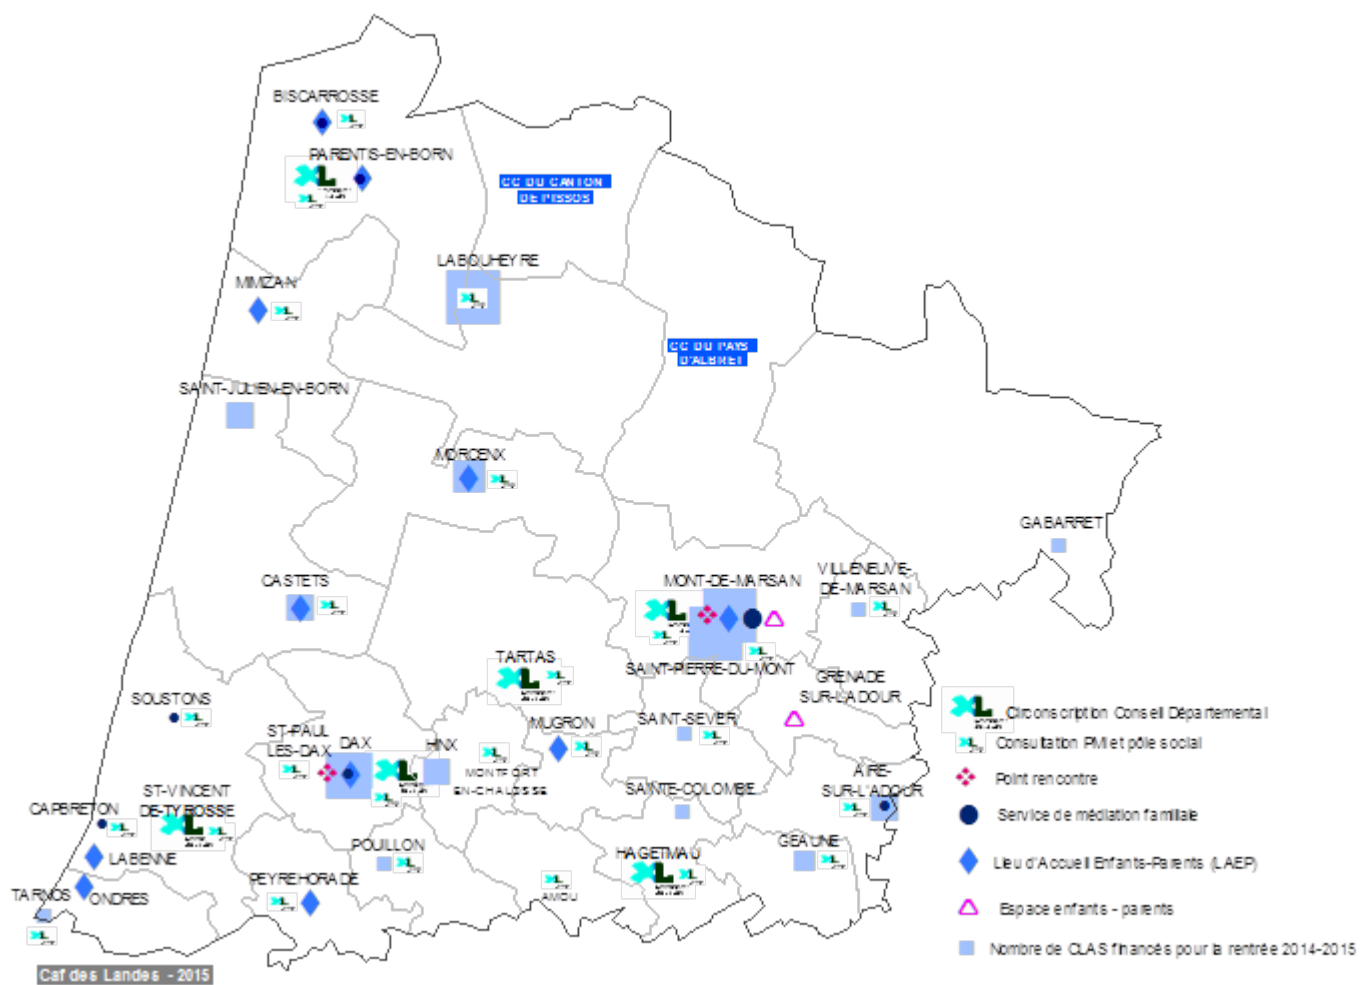 BISCARROSSE
PARENTIS-EN-BORN
CC DU CANTON
DE PISSOS
LABOUHEYRE
MIMZAN
CC DU PAYS
D'ALBRET
SAINT-JULIEN-EN-BORN
MORCENX
GABARRET
CASTETS
MONT-DE-MARSAN
VILLENEUVE-
DE-MARSAN
TARTAS
SAINT-PIERRE-DU-MONT
GRENADE
SUR-L'ADOUR
SOUSTONS
ST-PAUL
LES-DAX
DAX
HINX
MUGRON
SAINT-SEVER
MONTFORT
EN-CHALOSSE
AIRE-
SUR-L'ADOUR
SAINTE-COLOMBE
ST-VINCENT
DE-TYROSSE
CAPBRETON
LABENNE
POUILLON
HAGETMAU
GEAUNE
TARNOS
ONDRES
PEYREHORADE
AMOU
Circonscription Conseil Départemental
Consultation PMI et pôle social
Point rencontre
Service de médiation familiale
Lieu d'Accueil Enfants-Parents (LAEP)
Espace enfants - parents
Nombre de CLAS financés pour la rentrée 2014-2015
Caf des Landes - 2015